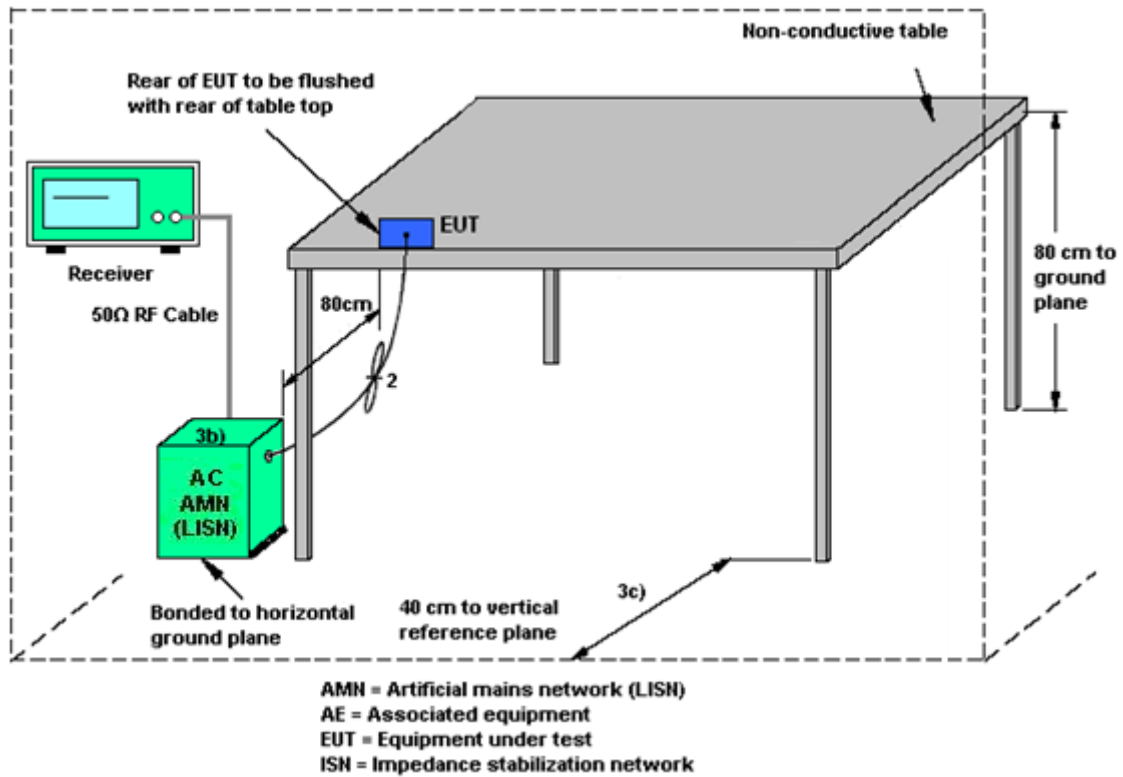 Non-conductive table
Rear of EUT to be flushed
with rear of table top
EUT
Receiver
80cm
80 cm to
ground
plane
50Ω RF Cable
2
3b)
AC
AMN
(LISN)
3c)
Bonded to horizontal
ground plane
40 cm to vertical
reference plane
AMN = Artificial mains network (LISN)
AE = Associated equipment
EUT = Equipment under test
ISN = Impedance stabilization network